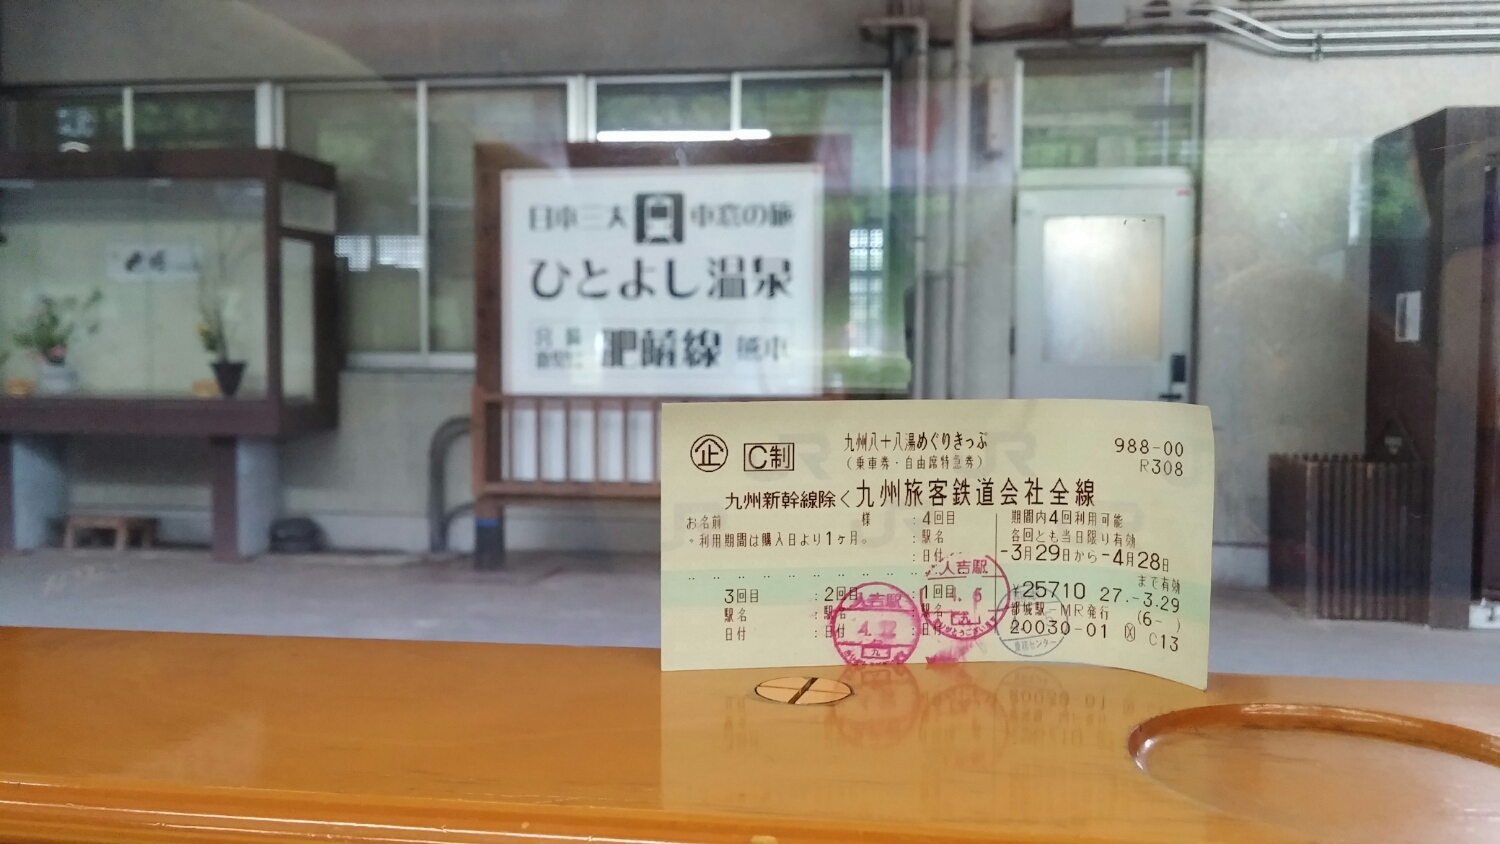 日本三大 車窓の旅
ひとよし温泉
肥薩線 熊本
企 C制 九州八十八湯めぐりきっぷ 988-00
(乗車券・自由席特急券) R308
九州新幹線除く九州旅客鉄道会社全線
お名前 様 :4回目 期間内4回利用可能
・利用期間は購入日より1ヶ月。 :駅名 各回とも当日限り有効
:日付 -3月29日から-4月28日
まで有効
3回目 :2回目 :1回目 ¥25710 27.-3.29
駅名 :駅名 :駅名 都城駅-MR発行 (6- )
日付 :日付 :日付 20030-01 C13
人吉駅
人吉駅